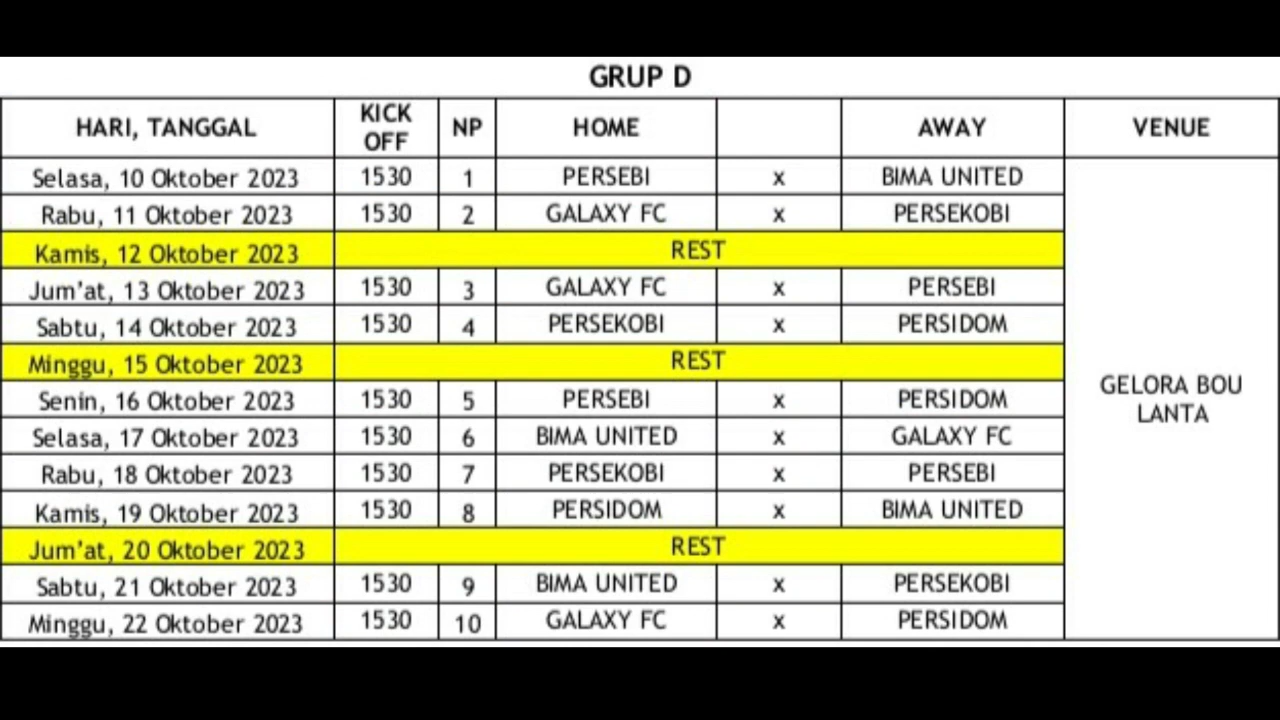 GRUP D
HARI, TANGGAL KICK OFF NP HOME AWAY VENUE
Selasa, 10 Oktober 2023 1530 1 PERSEBI x BIMA UNITED
Rabu, 11 Oktober 2023 1530 2 GALAXY FC x PERSEKOBI
Kamis, 12 Oktober 2023 REST
Jum'at, 13 Oktober 2023 1530 3 GALAXY FC x PERSEBI
Sabtu, 14 Oktober 2023 1530 4 PERSEKOBI x PERSIDOM
Minggu, 15 Oktober 2023 REST
Senin, 16 Oktober 2023 1530 5 PERSEBI x PERSIDOM
Selasa, 17 Oktober 2023 1530 6 BIMA UNITED x GALAXY FC
Rabu, 18 Oktober 2023 1530 7 PERSEKOBI x PERSEBI
Kamis, 19 Oktober 2023 1530 8 PERSIDOM x BIMA UNITED
Jum'at, 20 Oktober 2023 REST
Sabtu, 21 Oktober 2023 1530 9 BIMA UNITED x PERSEKOBI
Minggu, 22 Oktober 2023 1530 10 GALAXY FC x PERSIDOM
GELORA BOU
LANTA